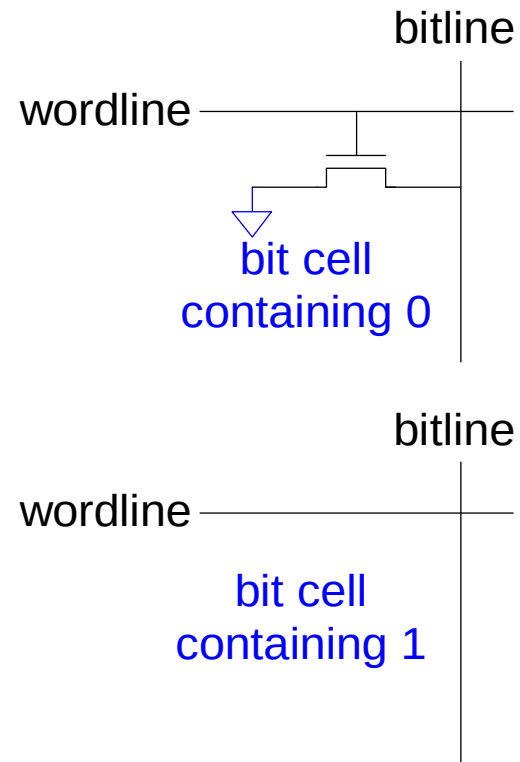 bitline
wordline
bit cell
containing 0
bitline
wordline
bit cell
containing 1